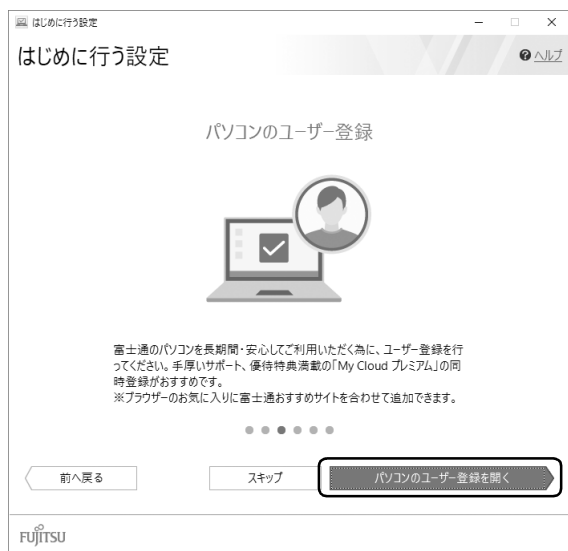 はじめに行う設定
はじめに行う設定
ヘルプ
パソコンのユーザー登録
富士通のパソコンを長期間・安心してご利用いただく為に、ユーザー登録を行
ってください。手厚いサポート、優待特典満載の「My Cloud プレミアム」の同
時登録がおすすめです。
※ブラウザーのお気に入りに富士通おすすめサイトを合わせて追加できます。
前へ戻る
スキップ
パソコンのユーザー登録を開く
FUJITSU